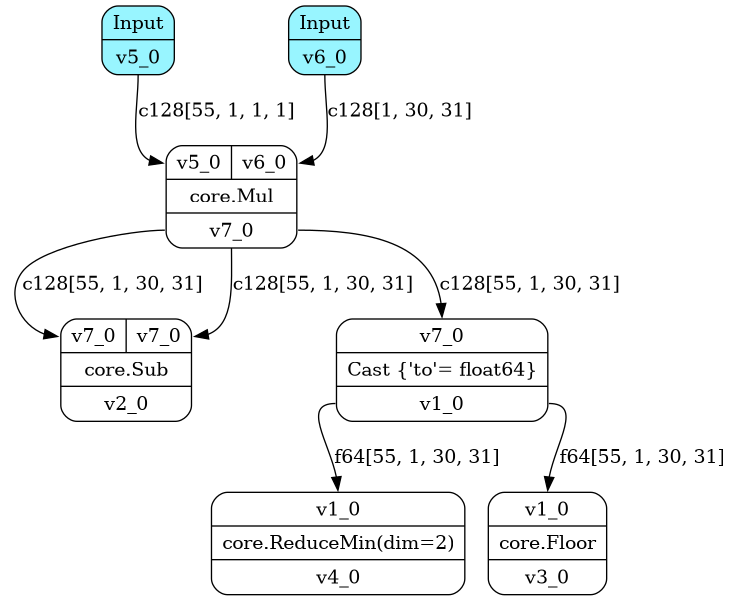 Input
v5_0
Input
v6_0
c128[55, 1, 1, 1]
c128[1, 30, 31]
v5_0
v6_0
core.Mul
v7_0
c128[55, 1, 30, 31]
c128[55, 1, 30, 31]
c128[55, 1, 30, 31]
v7_0
v7_0
core.Sub
v2_0
v7_0
Cast {'to'= float64}
v1_0
f64[55, 1, 30, 31]
f64[55, 1, 30, 31]
v1_0
core.ReduceMin(dim=2)
v4_0
v1_0
core.Floor
v3_0